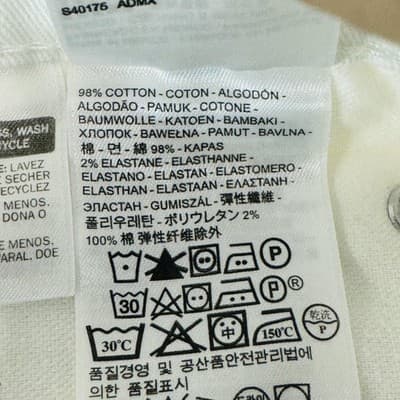 S40175 ADMA
98% COTTON - COTON - ALGODÓN -
ALGODÃO - PAMUK - COTONE -
BAUMWOLLE - KATOEN - BAMBAKI -
ХЛОПОК - BAWEŁNA - PAMUT - BAVLNA -
棉 - 면 - 綿 98% - KAPAS
2% ELASTANE - ELASTHANNE -
ELASTANO - ELASTAN - ELASTOMERO -
ELASTHAN - ELASTAAN - ΕΛΑΣΤΑΝΗ -
ЭЛАСТАН - GUMISZÁL - 彈性纖維 -
폴리우레탄 - ポリウレタン 2%
100% 棉 弹性纤维除外
P
30
P ®
30°C
中
150°C
乾洗
P
품질경영 및 공산품안전관리법에
의한 품질표시
SS, WASH
CYCLE
E: LAVEZ
SECHER
ECYCLEZ
MENOS.
DONA O
E MENOS.
ARAL, DOE